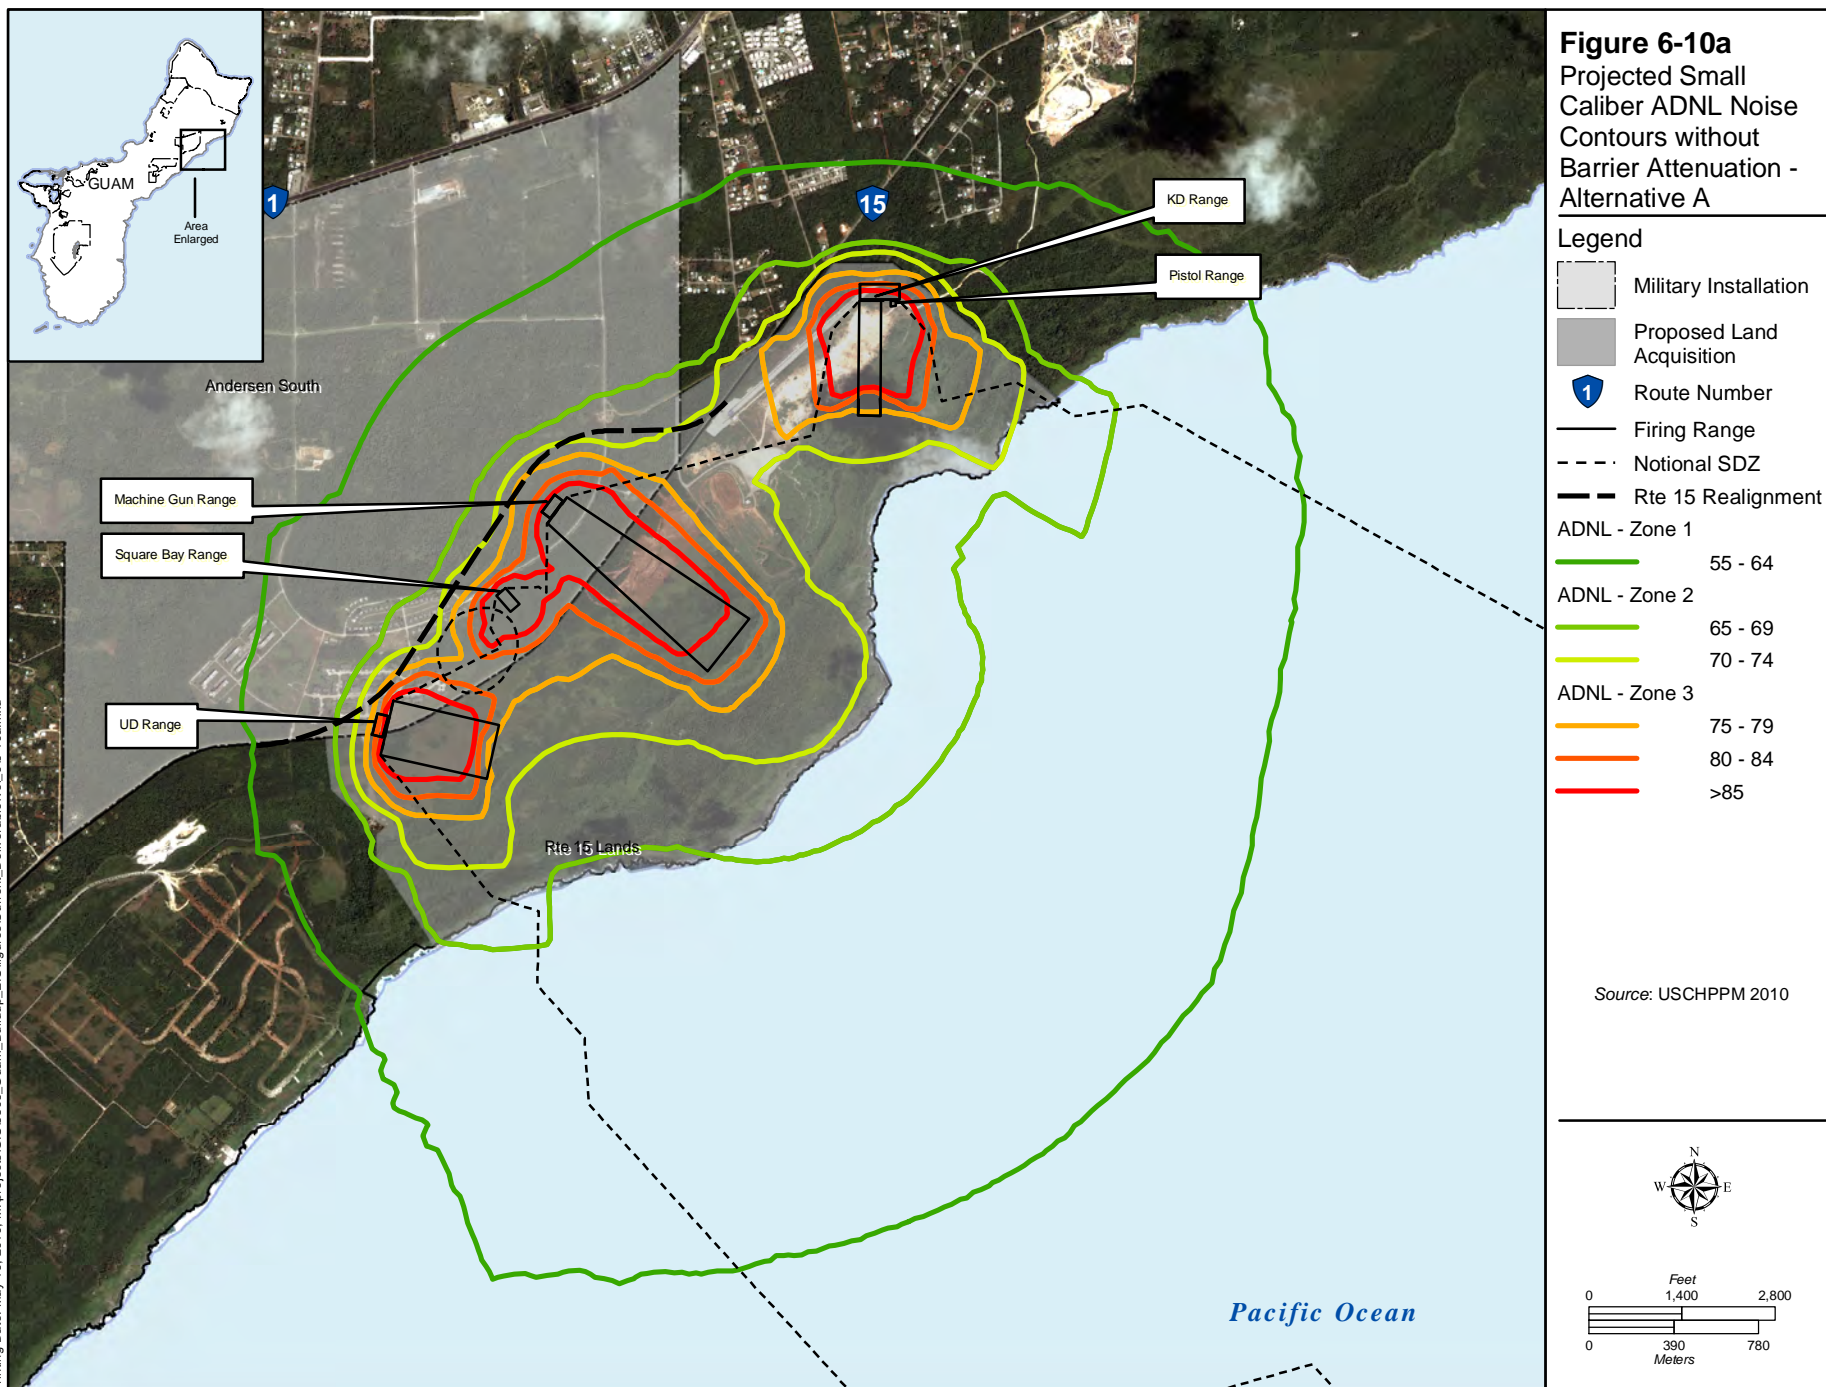 GUAM
Area
Enlarged
1
15
KD Range
Pistol Range
Andersen South
Machine Gun Range
Square Bay Range
UD Range
Rte 15 Lands
Pacific Ocean
Figure 6-10a
Projected Small
Caliber ADNL Noise
Contours without
Barrier Attenuation -
Alternative A
Legend
Military Installation
Proposed Land
Acquisition
1 Route Number
Firing Range
Notional SDZ
Rte 15 Realignment
ADNL - Zone 1
55 - 64
ADNL - Zone 2
65 - 69
70 - 74
ADNL - Zone 3
75 - 79
80 - 84
>85
Source: USCHPPM 2010
N
W E
S
Feet
0 1,400 2,800
0 390 780
Meters